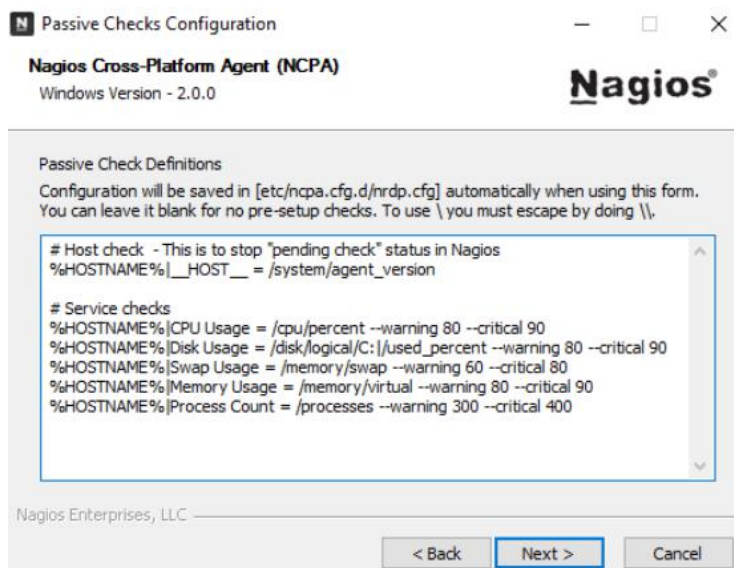 N Passive Checks Configuration
Nagios Cross-Platform Agent (NCPA)
Windows Version - 2.0.0
Nagios®
Passive Check Definitions
Configuration will be saved in [etc/ncpa.cfg.d/nrdp.cfg] automatically when using this form.
You can leave it blank for no pre-setup checks. To use \ you must escape by doing \\.
# Host check  - This is to stop "pending check" status in Nagios
%HOSTNAME%|__HOST__ = /system/agent_version
# Service checks
%HOSTNAME%|CPU Usage = /cpu/percent --warning 80 --critical 90
%HOSTNAME%|Disk Usage = /disk/logical/C:|/used_percent --warning 80 --critical 90
%HOSTNAME%|Swap Usage = /memory/swap --warning 60 --critical 80
%HOSTNAME%|Memory Usage = /memory/virtual --warning 80 --critical 90
%HOSTNAME%|Process Count = /processes --warning 300 --critical 400
Nagios Enterprises, LLC
< Back
Next >
Cancel